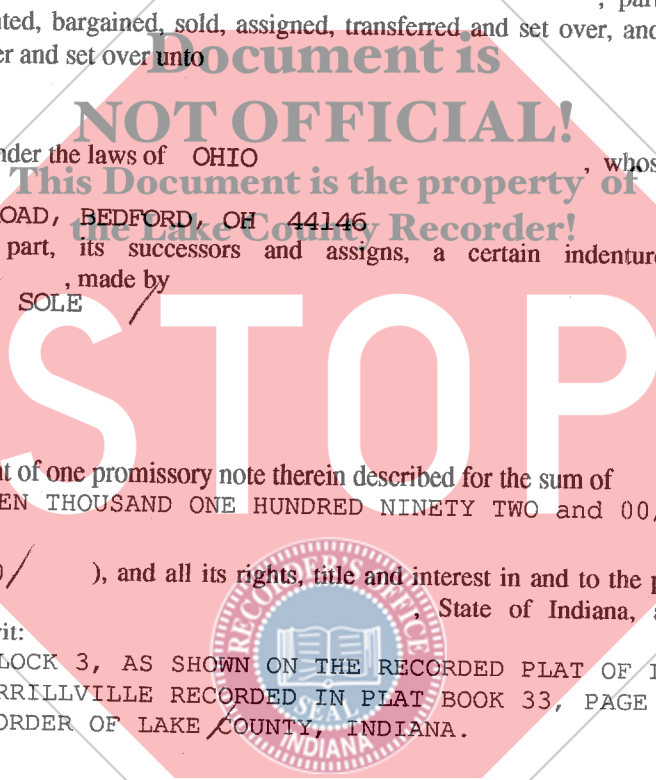 , par
ted, bargained, sold, assigned, transferred and set over, and
er and set over unto
Document is
NOT OFFICIAL!
nder the laws of OHIO , whos
This Document is the property of
OAD, BEDFORD, OH 44146
the Lake County Recorder!
part, its successors and assigns, a certain indenture
, made by
SOLE
STOP
t of one promissory note therein described for the sum of
EN THOUSAND ONE HUNDRED NINETY TWO and 00/
), and all its rights, title and interest in and to the p
, State of Indiana, a
vit:
LOCK 3, AS SHOWN ON THE RECORDED PLAT OF I
RRILLVILLE RECORDED IN PLAT BOOK 33, PAGE
ORDER OF LAKE COUNTY, INDIANA.
RECORDER'S OFFICE
SEAL
INDIANA